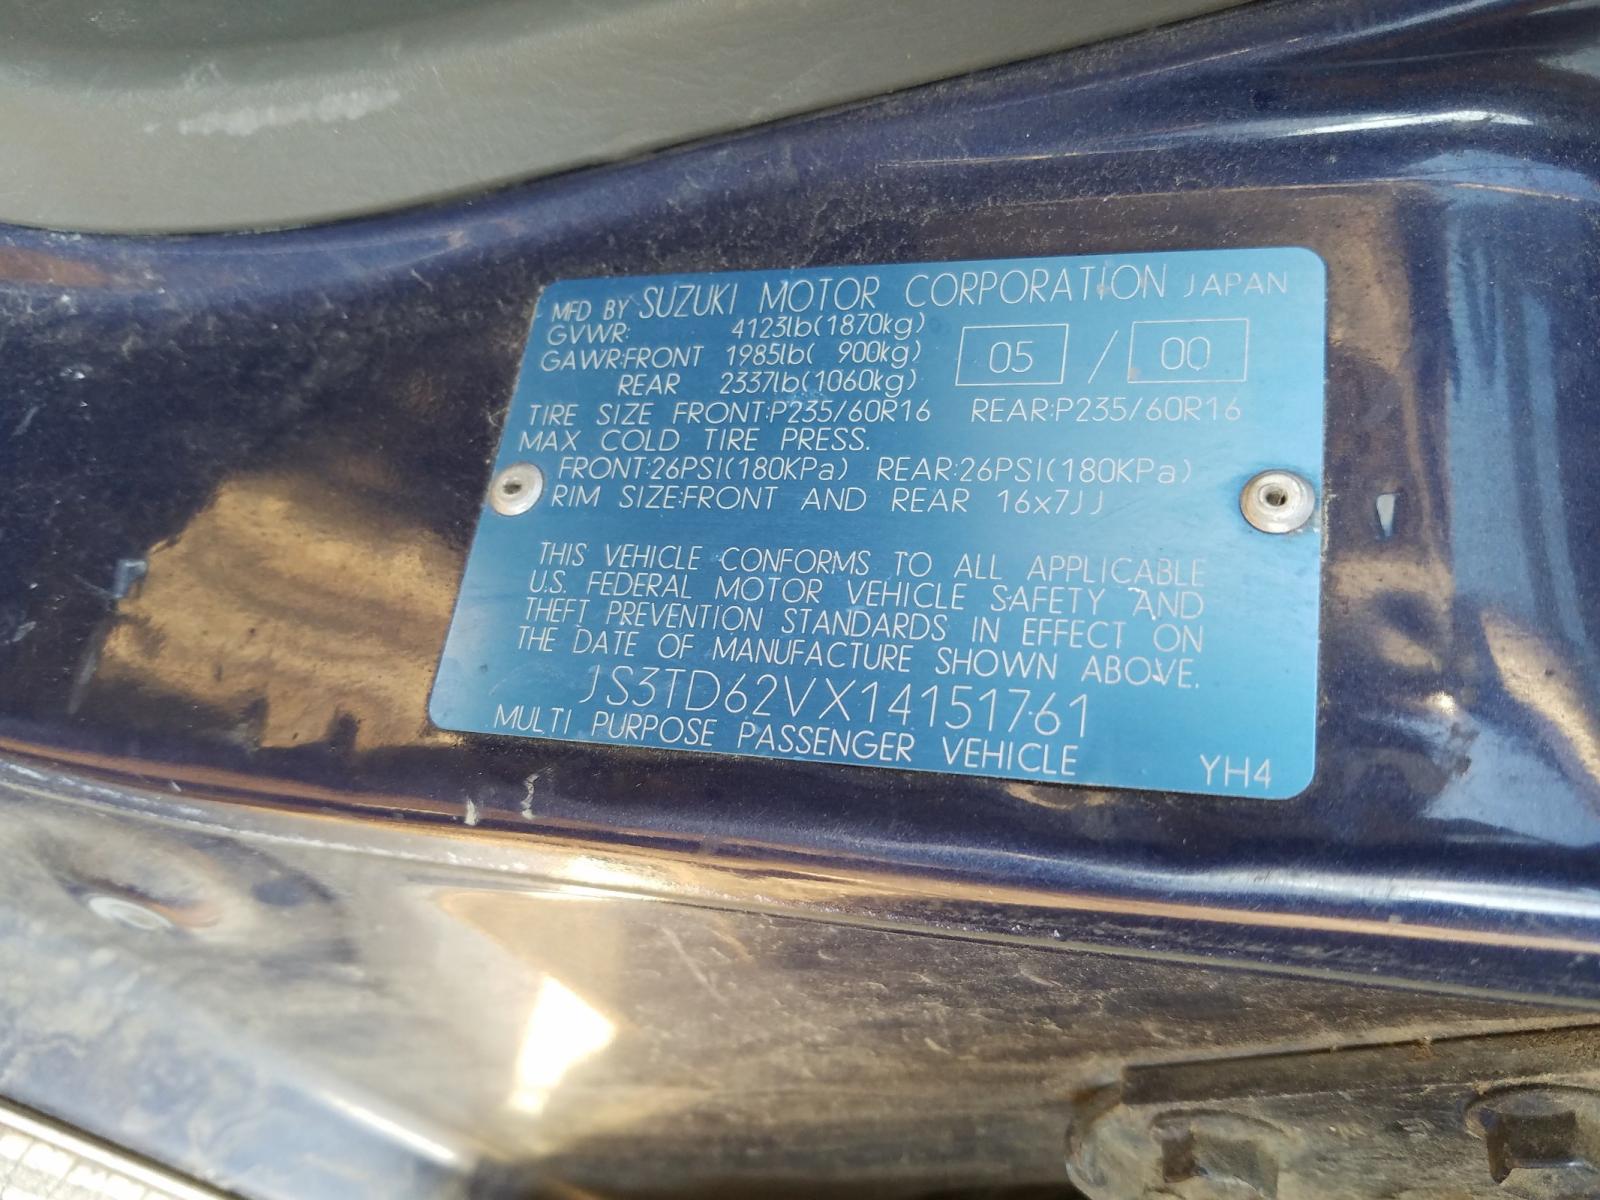 MFD BY SUZUKI MOTOR CORPORATION JAPAN
GVWR: 4123lb(1870kg)
GAWR:FRONT 1985lb( 900kg) 05 / 00
REAR 2337lb(1060kg)
TIRE SIZE FRONT:P235/60R16 REAR:P235/60R16
MAX COLD TIRE PRESS.
FRONT:26PSI(180KPa) REAR:26PSI(180KPa)
RIM SIZE:FRONT AND REAR 16x7JJ
THIS VEHICLE CONFORMS TO ALL APPLICABLE
U.S. FEDERAL MOTOR VEHICLE SAFETY AND
THEFT PREVENTION STANDARDS IN EFFECT ON
THE DATE OF MANUFACTURE SHOWN ABOVE.
JS3TD62VX14151761
MULTI PURPOSE PASSENGER VEHICLE YH4